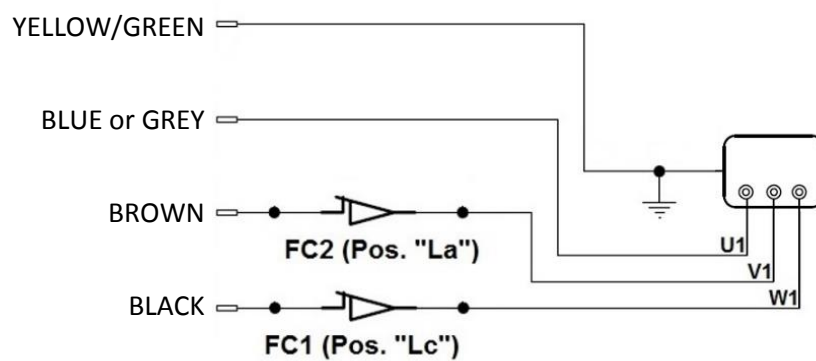 YELLOW/GREEN
BLUE or GREY
BROWN
FC2 (Pos. "La")
U1
V1
BLACK
W1
FC1 (Pos. "Lc")